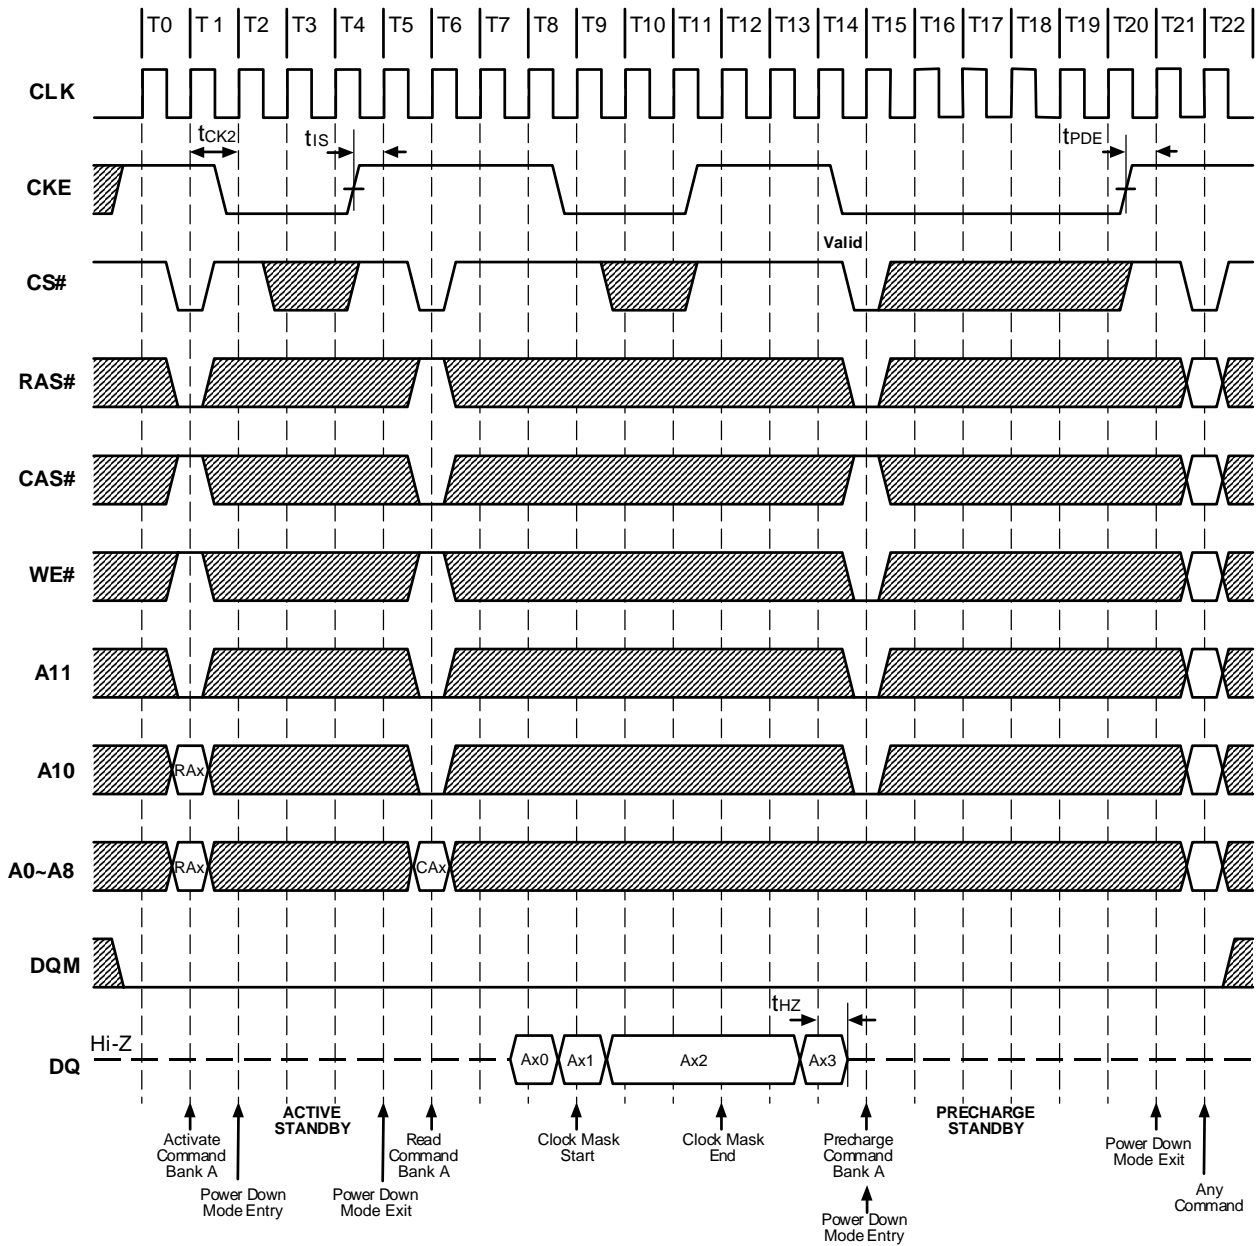 T0 T 1 T2 T3 T4 T5 T6 T7 T8 T9 T10 T11 T12 T13 T14 T15 T16 T17 T18 T19 T20 T21 T22
CLK
tCK2
tIS
tPDE
CKE
Valid
CS#
RAS#
CAS#
WE#
A11
A10
RAx
A0~A8
RAx
CAx
DQM
tHZ
Hi-Z
DQ
Ax0
Ax1
Ax2
Ax3
Activate
Command
Bank A
Power Down
Mode Entry
ACTIVE
STANDBY
Power Down
Mode Exit
Read
Command
Bank A
Clock Mask
Start
Clock Mask
End
Precharge
Command
Bank A
Power Down
Mode Entry
PRECHARGE
STANDBY
Power Down
Mode Exit
Any
Command